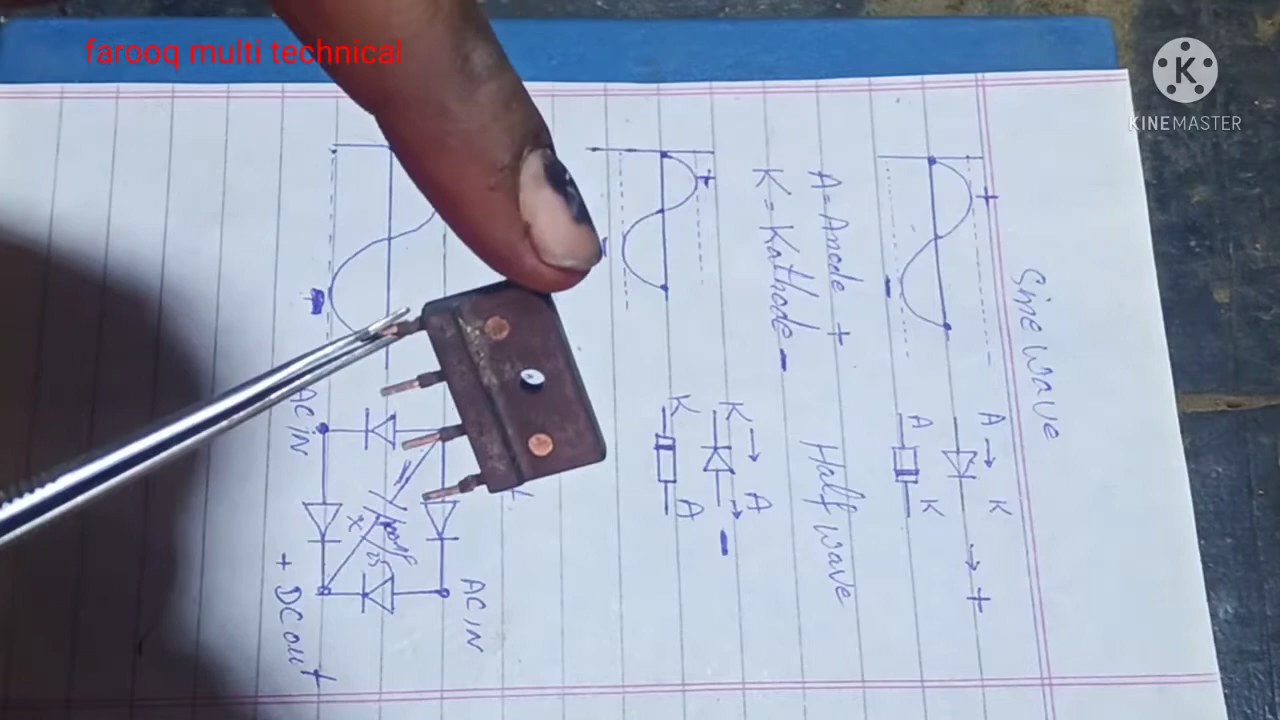 farooq multi technical
K
KINEMASTER
Sine wave
+
-
A → K
→ +
A K
A = Anode +
K = Kathode -
Half wave
+
K → A
→ -
K A
AC IN
AC IN
+ DC out